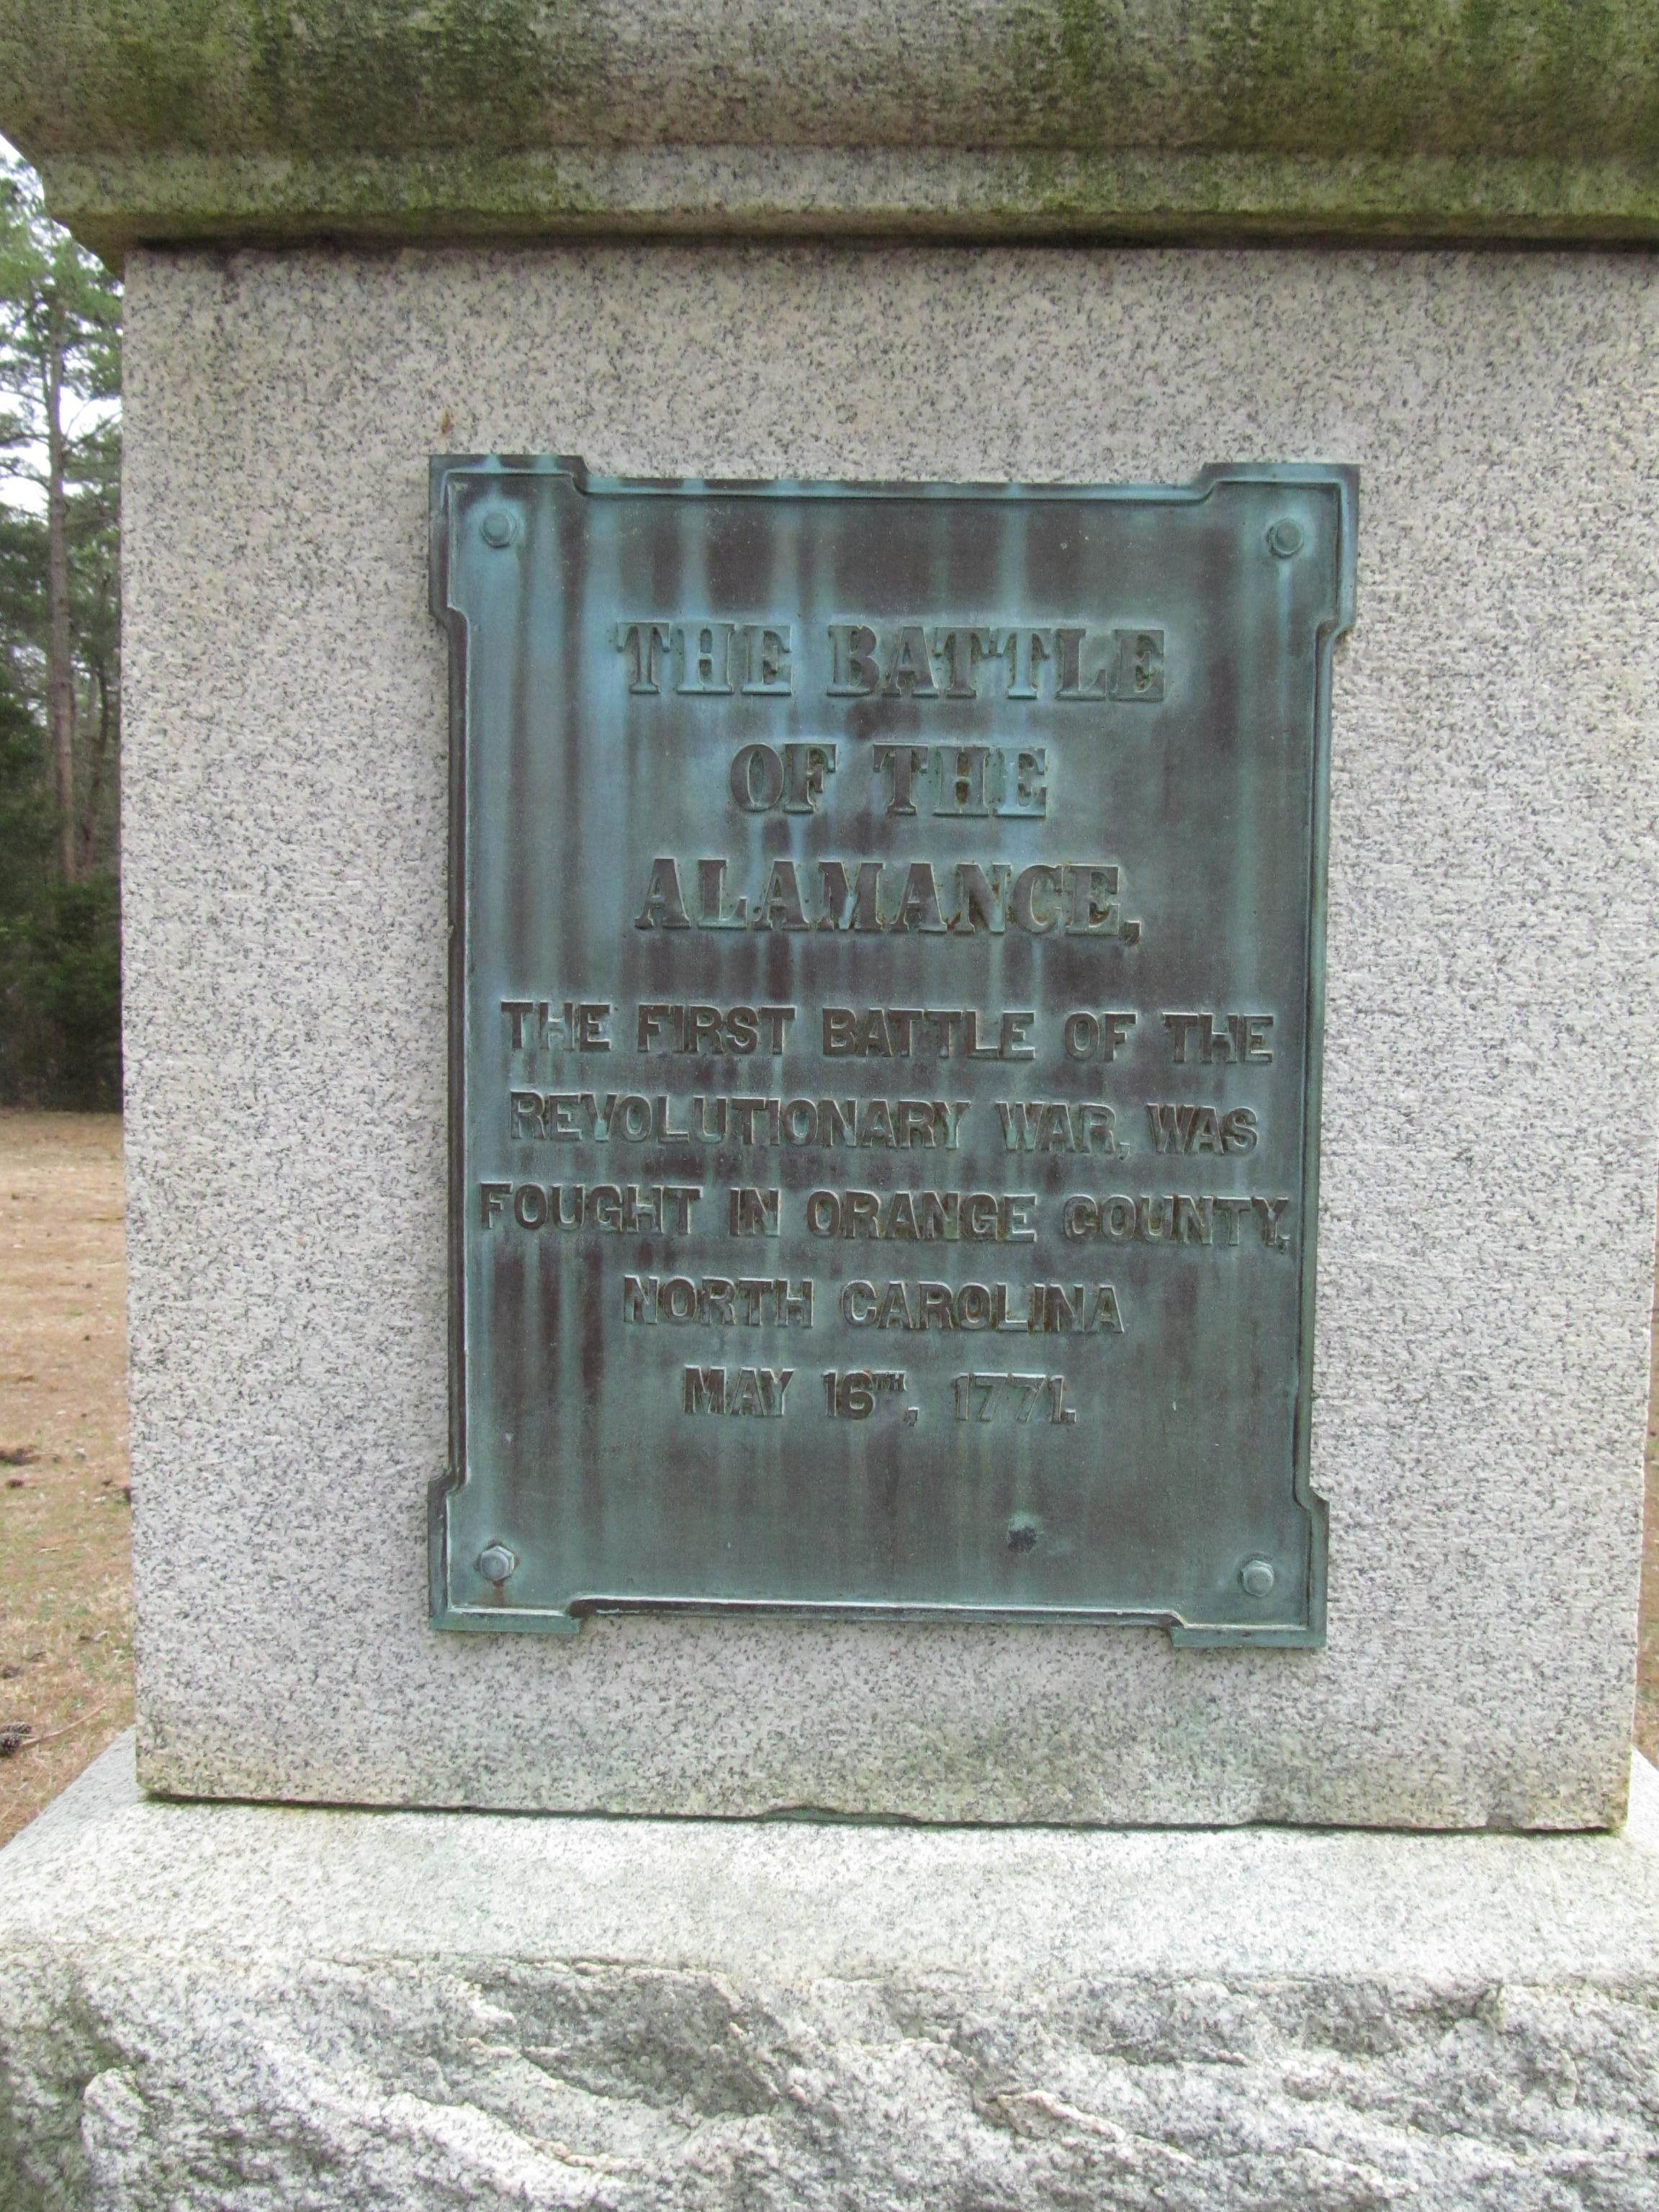 THE BATTLE
OF THE
ALAMANCE,
THE FIRST BATTLE OF THE
REVOLUTIONARY WAR, WAS
FOUGHT IN ORANGE COUNTY,
NORTH CAROLINA
MAY 16TH, 1771.